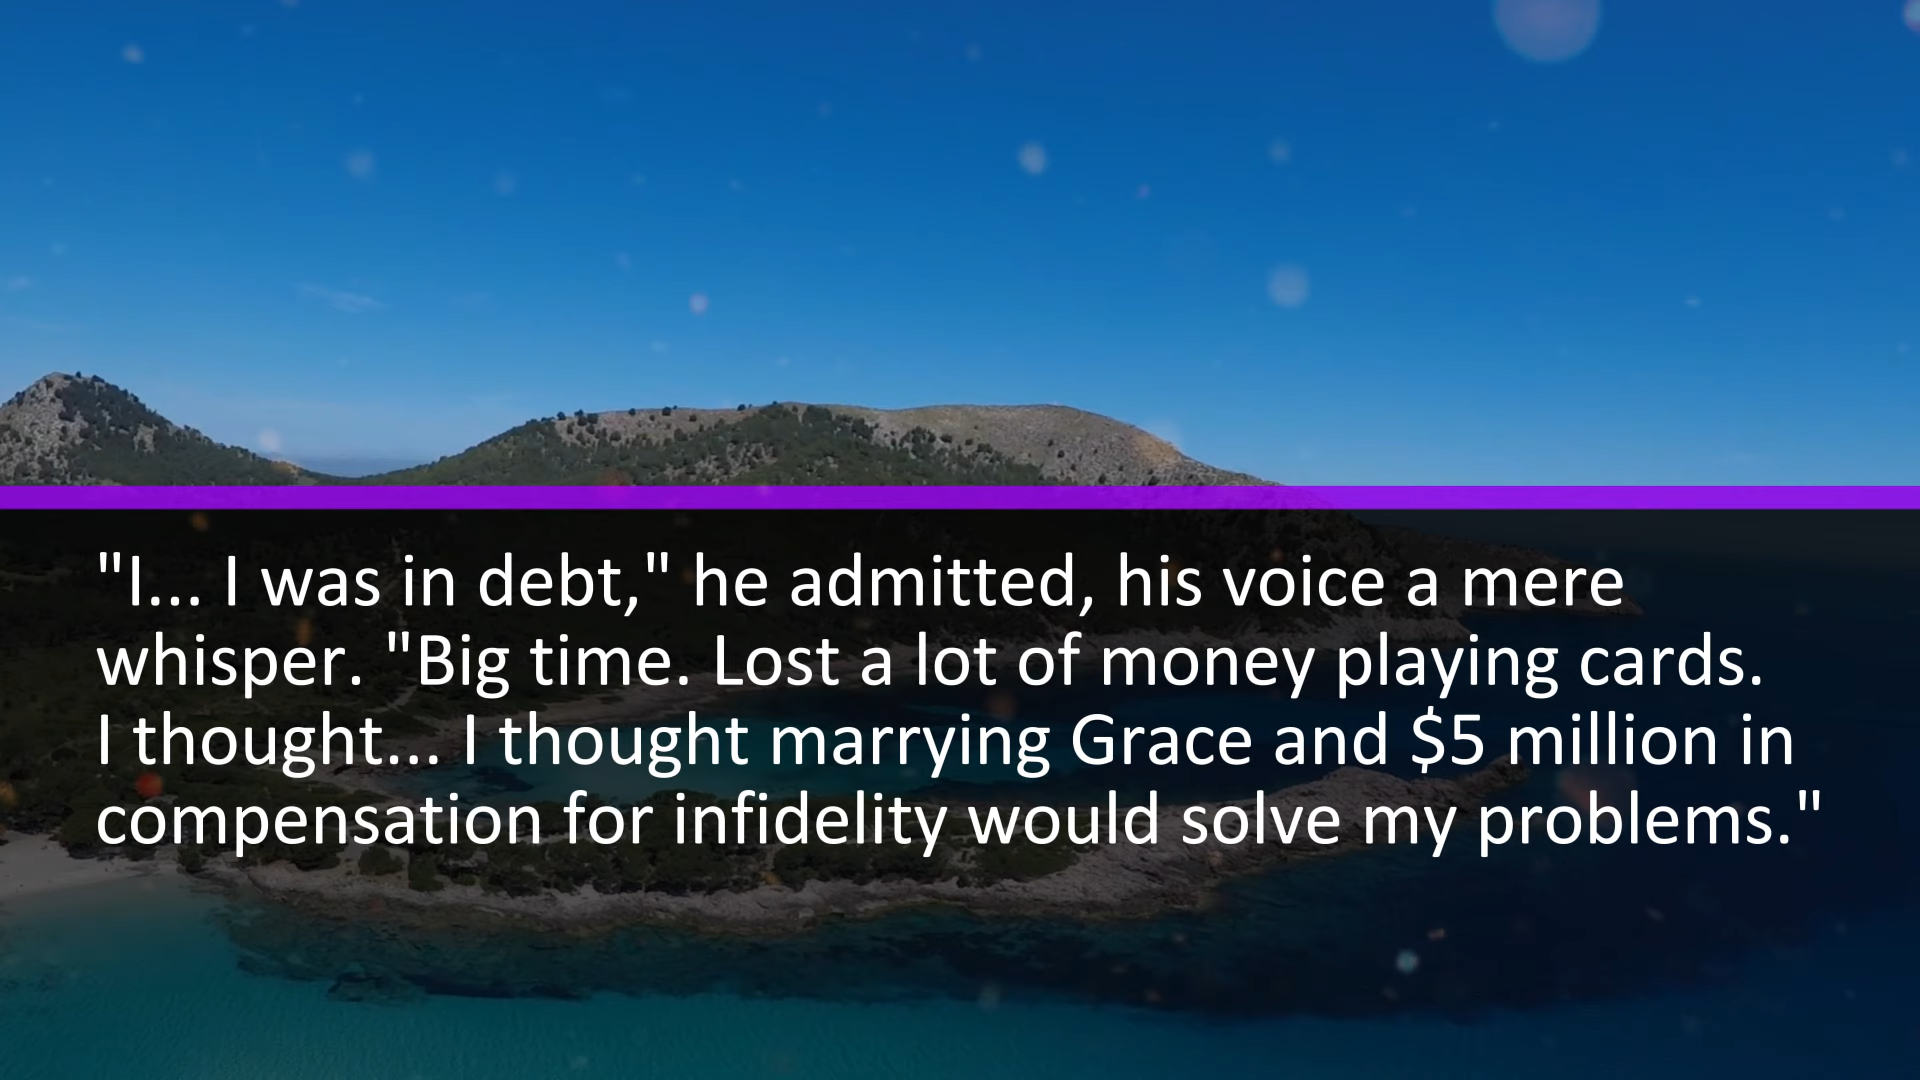 "I... I was in debt," he admitted, his voice a mere
whisper. "Big time. Lost a lot of money playing cards.
I thought... I thought marrying Grace and $5 million in
compensation for infidelity would solve my problems."